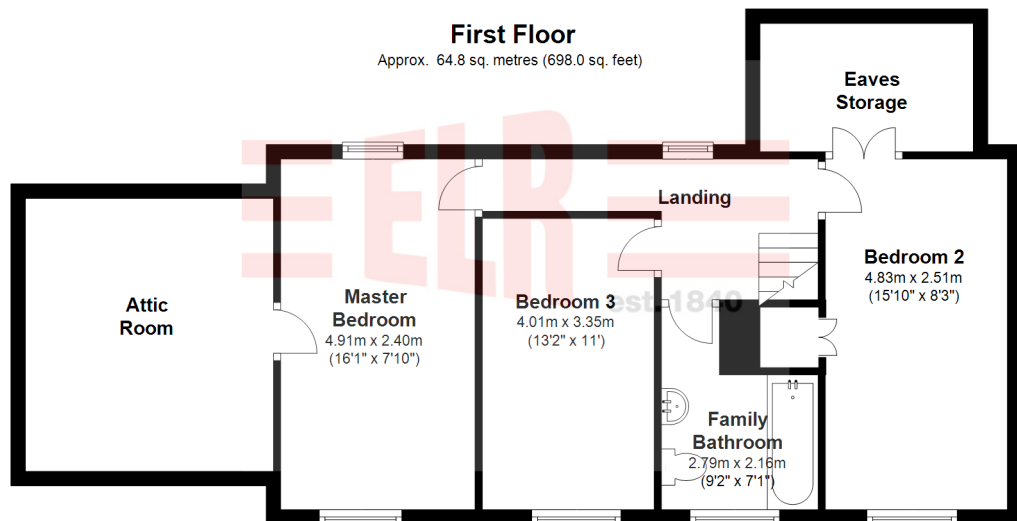 First Floor
Approx. 64.8 sq. metres (698.0 sq. feet)
Eaves
Storage
ELR
est. 1840
Landing
Attic
Room
Master
Bedroom
4.91m x 2.40m
(16'1" x 7'10")
Bedroom 3
4.01m x 3.35m
(13'2" x 11')
Bedroom 2
4.83m x 2.51m
(15'10" x 8'3")
Family
Bathroom
2.79m x 2.16m
(9'2" x 7'1")